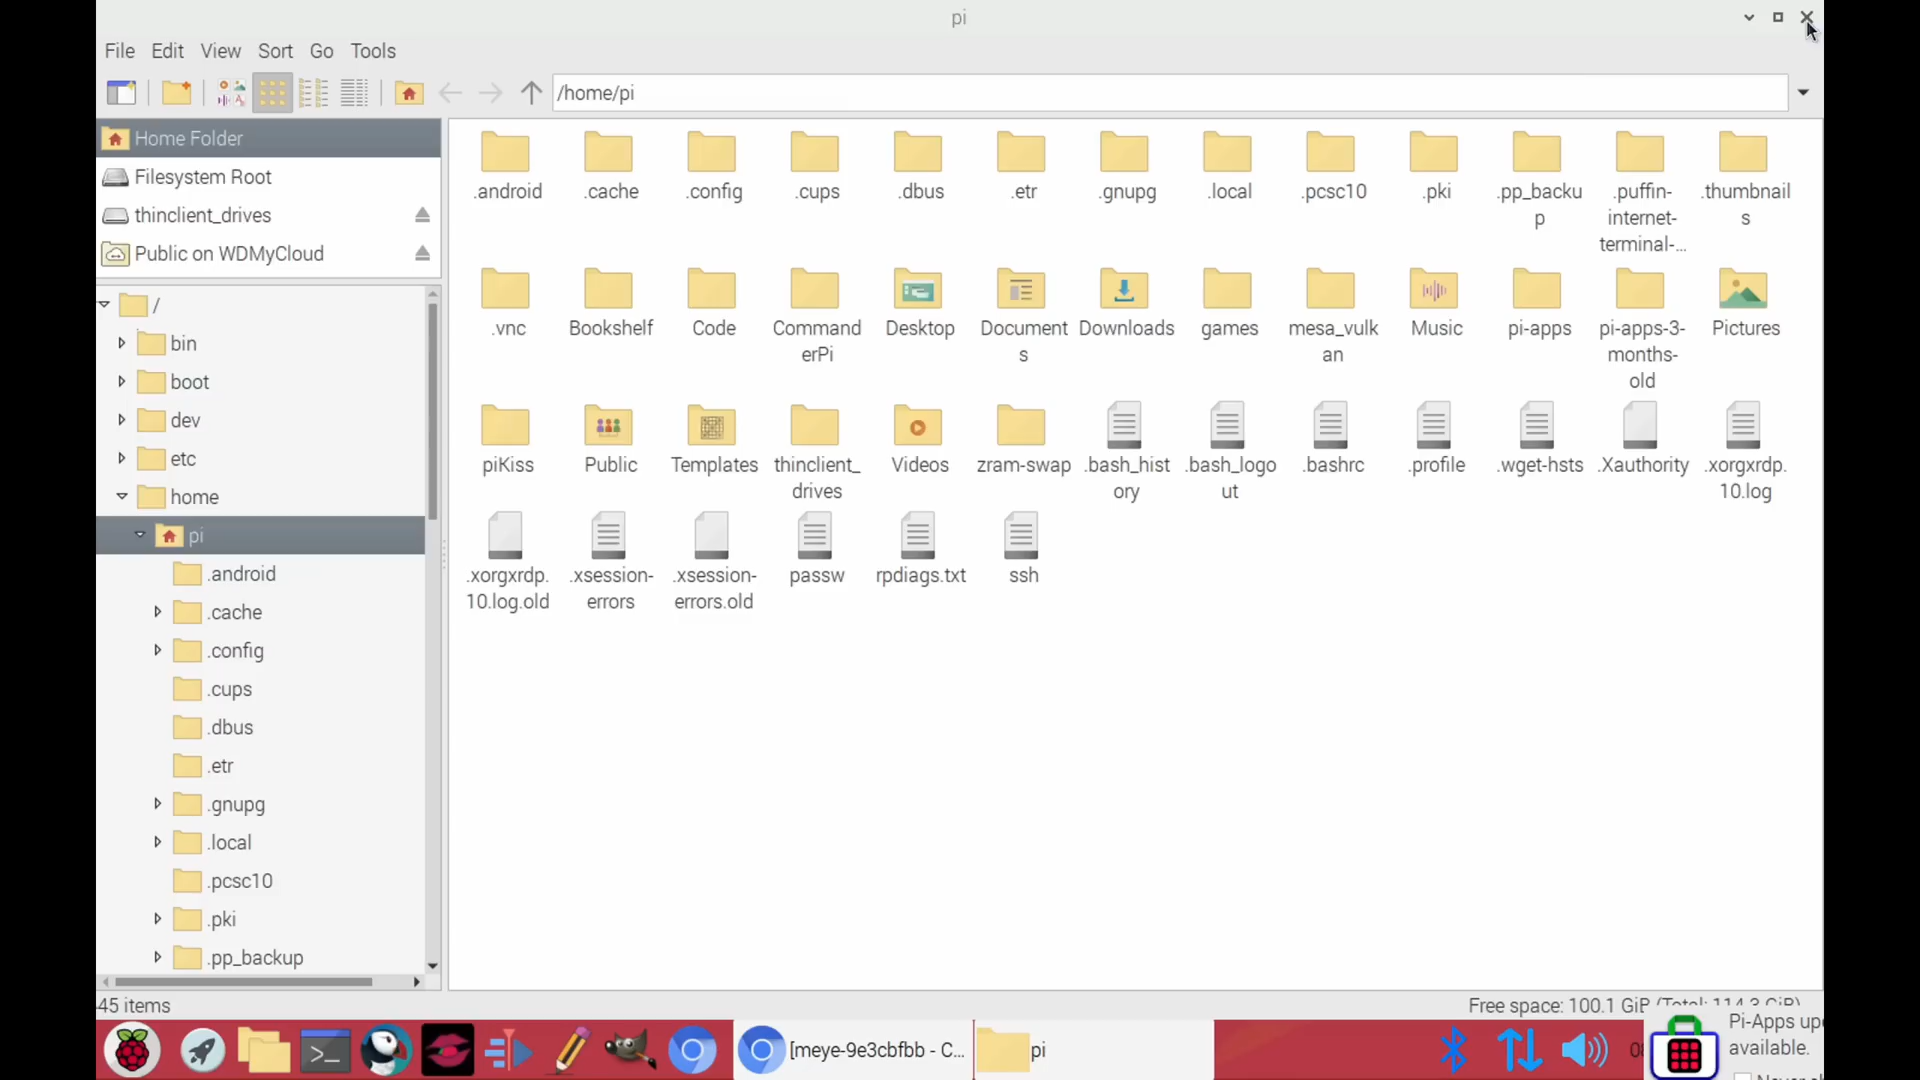 pi
File Edit View Sort Go Tools
/home/pi
Home Folder
Filesystem Root
thinclient_drives
Public on WDMyCloud
/
bin
boot
dev
etc
home
pi
.android
.cache
.config
.cups
.dbus
.etr
.gnupg
.local
.pcsc10
.pki
.pp_backup
.android .cache .config .cups .dbus .etr .gnupg .local .pcsc10 .pki .pp_backu .puffin- .thumbnail
p internet- s
terminal-...
.vnc Bookshelf Code Command Desktop Document Downloads games mesa_vulk Music pi-apps pi-apps-3- Pictures
erPi s an months-
old
piKiss Public Templates thinclient_ Videos zram-swap .bash_hist .bash_logo .bashrc .profile .wget-hsts .Xauthority .xorgxrdp.
drives ory ut 10.log
.xorgxrdp. .xsession- .xsession- passw rpdiags.txt ssh
10.log.old errors errors.old
45 items
Free space: 100.1 GiB (Total: 114.3 GiB)
[meye-9e3cbfbb - C...
pi
Pi-Apps
available.